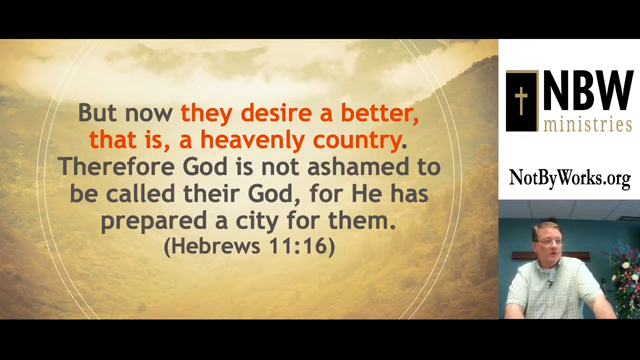 But now they desire a better,
that is, a heavenly country.
Therefore God is not ashamed to
be called their God, for He has
prepared a city for them.
(Hebrews 11:16)
NBW
ministries
NotByWorks.org